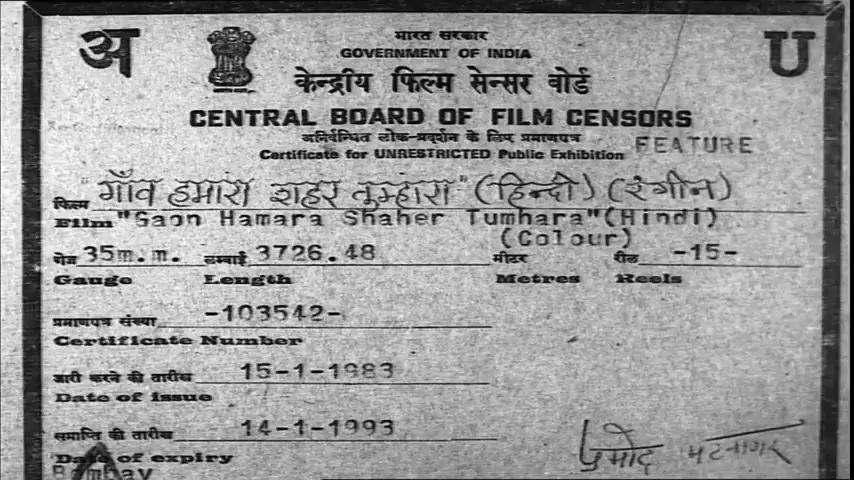 अ
U
भारत सरकार
GOVERNMENT OF INDIA
केन्द्रीय फिल्म सेन्सर बोर्ड
CENTRAL BOARD OF FILM CENSORS
अनिर्बन्धित लोक-प्रदर्शन के लिए प्रमाणपत्र
Certificate for UNRESTRICTED Public Exhibition FEATURE
फिल्म "गाँव हमारा शहर तुम्हारा" (हिन्दी) (रंगीन)
Film "Gaon Hamara Shaher Tumhara" (Hindi)
(Colour)
गेज 35m.m. लम्बाई 3726.48 मीटर रील -15-
Gauge Length Metres Reels
प्रमाणपत्र संख्या -103542-
Certificate Number
जारी करने की तारीख 15-1-1983
Date of issue
समाप्ति की तारीख 14-1-1993
Date of expiry
Bombay
प्रमोद भटनागर